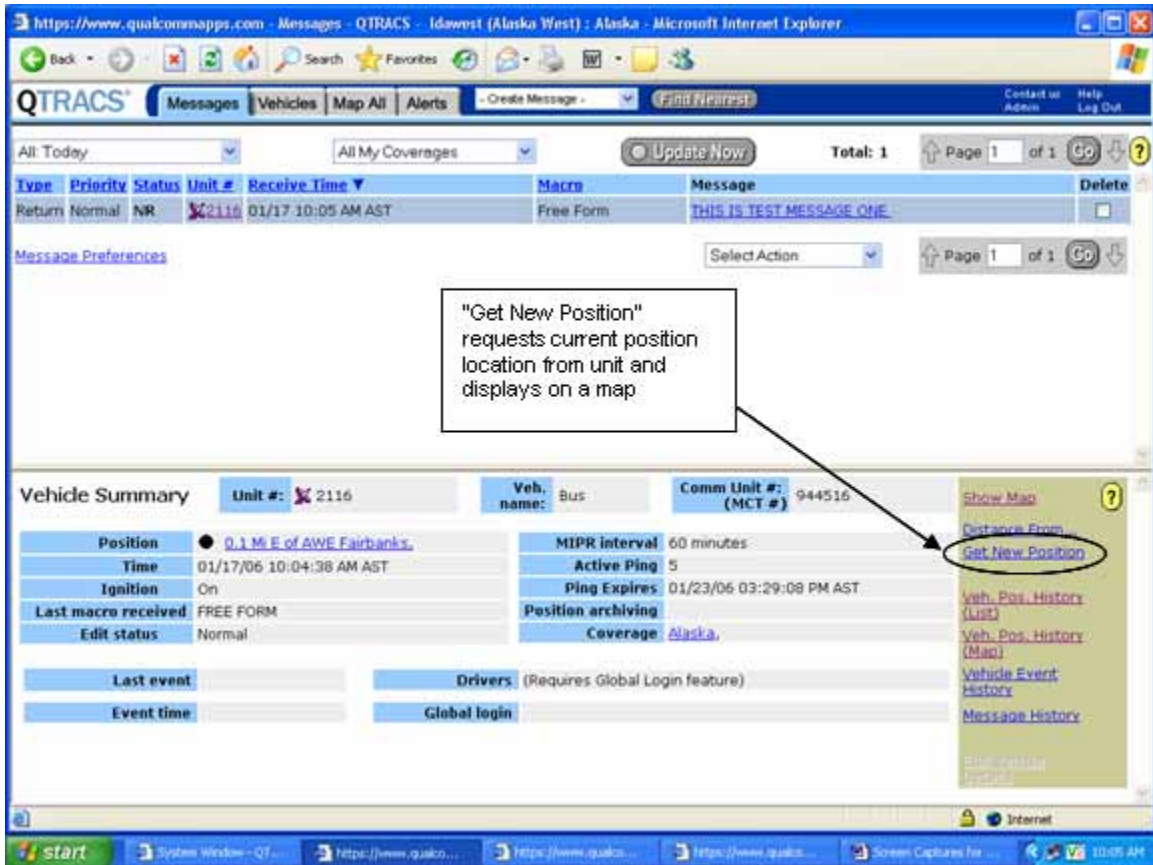 https://www.qualcommapps.com - Messages - QTRACS - Idawest (Alaska West) : Alaska - Microsoft Internet Explorer
Back Search Favorites
QTRACS Messages Vehicles Map All Alerts - Create Message - Find Nearest Contact us Help
Admin Log Out
All: Today All My Coverages Update Now Total: 1 Page 1 of 1 Go ?
Type Priority Status Unit # Receive Time ▼ Macro Message Delete
Return Normal NR 2116 01/17 10:05 AM AST Free Form THIS IS TEST MESSAGE ONE.
Message Preferences Select Action Page 1 of 1 Go
"Get New Position"
requests current position
location from unit and
displays on a map
Vehicle Summary Unit #: 2116 Veh. name: Bus Comm Unit #: (MCT #) 944516
Position 0.1 Mi E of AWE Fairbanks,
Time 01/17/06 10:04:38 AM AST
Ignition On
Last macro received FREE FORM
Edit status Normal
MIPR interval 60 minutes
Active Ping 5
Ping Expires 01/23/06 03:29:08 PM AST
Position archiving
Coverage Alaska,
Last event
Event time
Drivers (Requires Global Login feature)
Global login
Show Map ?
Distance From...
Get New Position
Veh. Pos. History
(List)
Veh. Pos. History
(Map)
Vehicle Event
History
Message History
Internet
start System Window - QT... https://www.qualco... https://www.qualco... https://www.qualco... Screen Captures for ... 10:05 AM